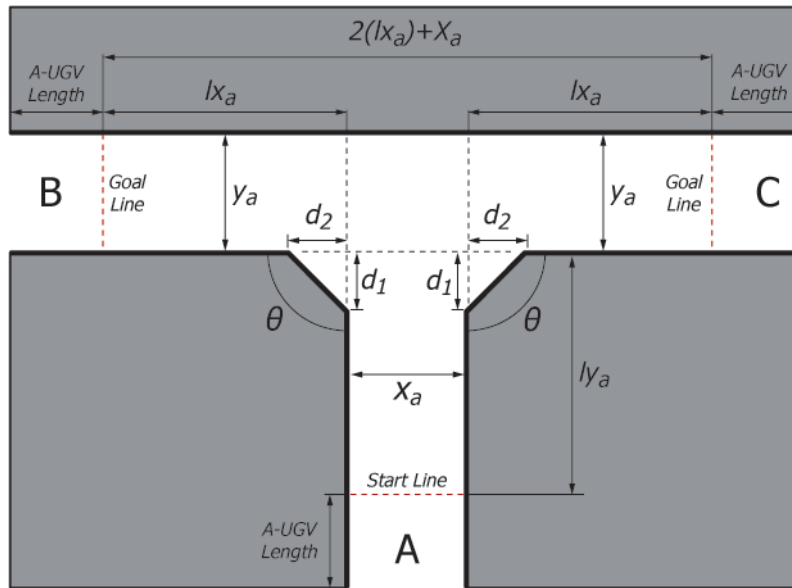 2(lxₐ)+Xₐ
A-UGV
Length
lxₐ
lxₐ
A-UGV
Length
B
Goal
Line
yₐ
yₐ
Goal
Line
C
d₂
d₂
d₁
d₁
θ
θ
xₐ
lyₐ
Start Line
A-UGV
Length
A